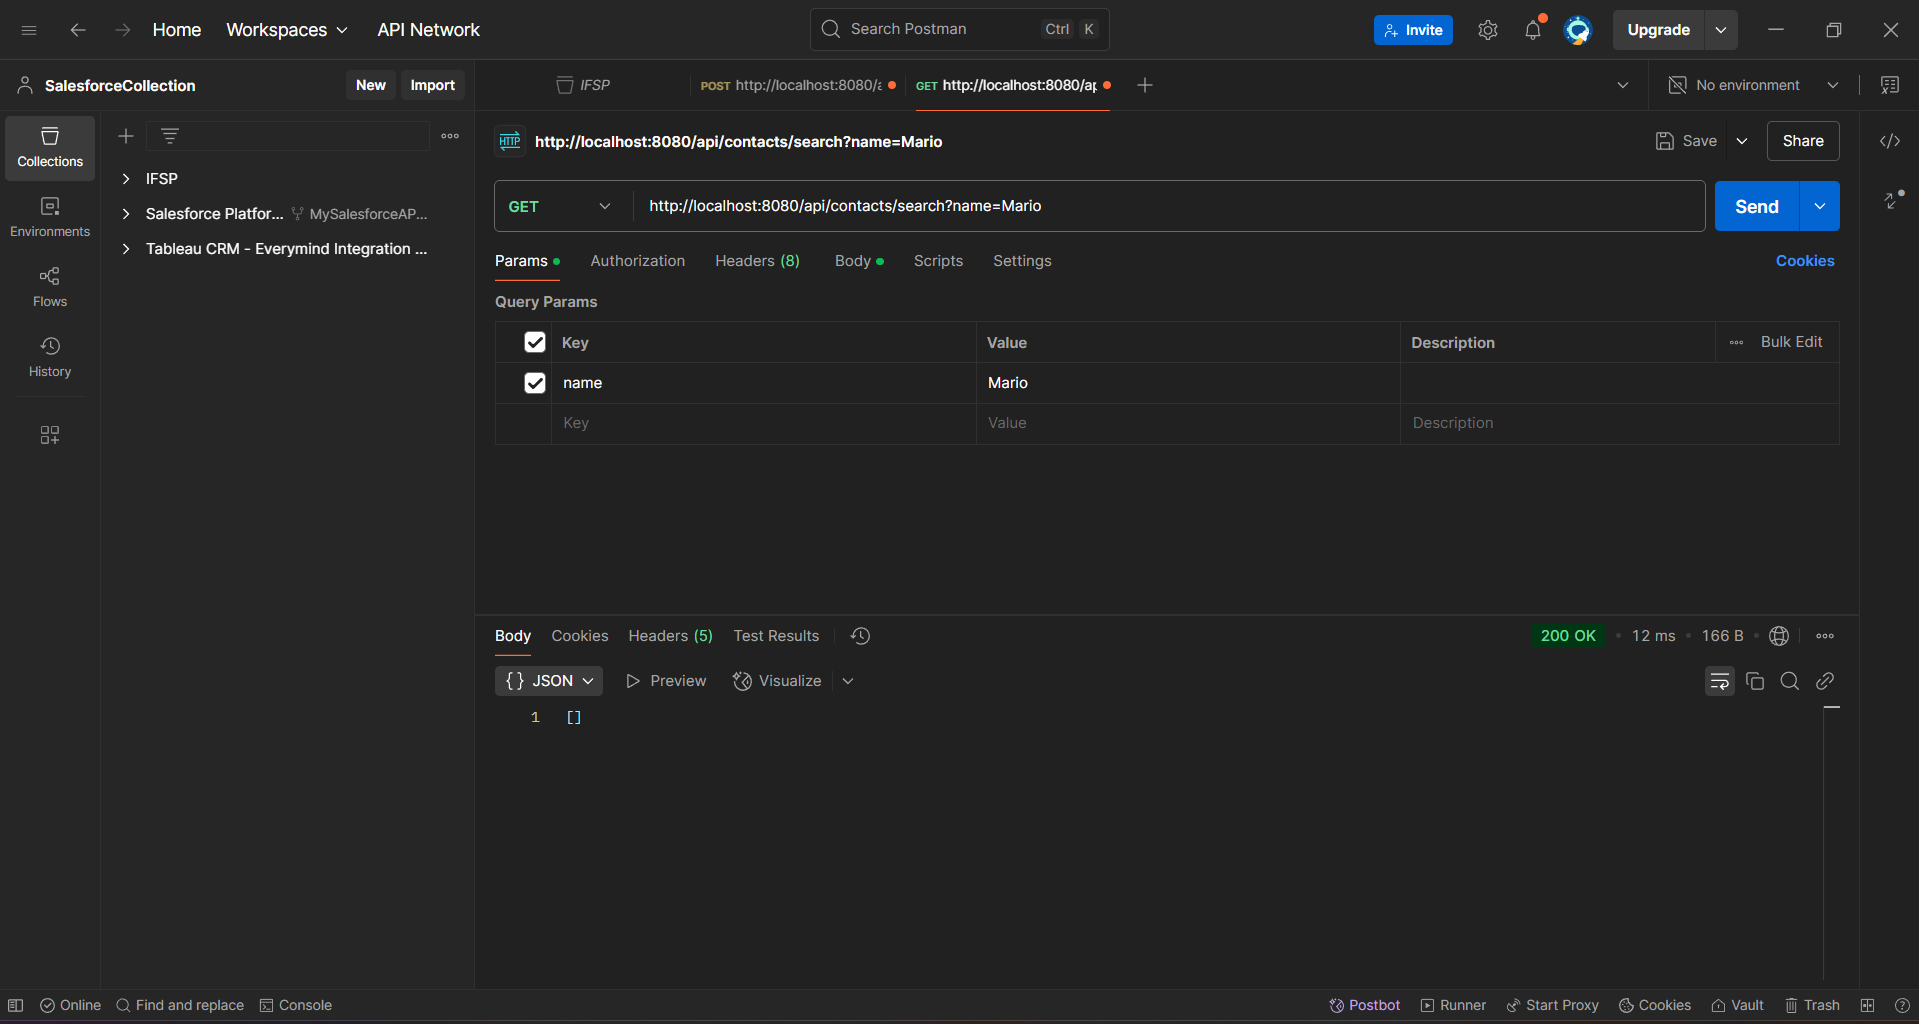 Home Workspaces API Network Search Postman Ctrl K Invite Upgrade
SalesforceCollection New Import IFSP POST http://localhost:8080/a GET http://localhost:8080/ap No environment
Collections
Environments
Flows
History
IFSP
Salesforce Platfor... MySalesforceAP...
Tableau CRM - Everymind Integration ...
HTTP http://localhost:8080/api/contacts/search?name=Mario Save Share
GET http://localhost:8080/api/contacts/search?name=Mario Send
Params Authorization Headers (8) Body Scripts Settings Cookies
Query Params
Key Value Description Bulk Edit
name Mario
Key Value Description
Body Cookies Headers (5) Test Results 200 OK 12 ms 166 B
{} JSON Preview Visualize
1 []
Online Find and replace Console Postbot Runner Start Proxy Cookies Vault Trash